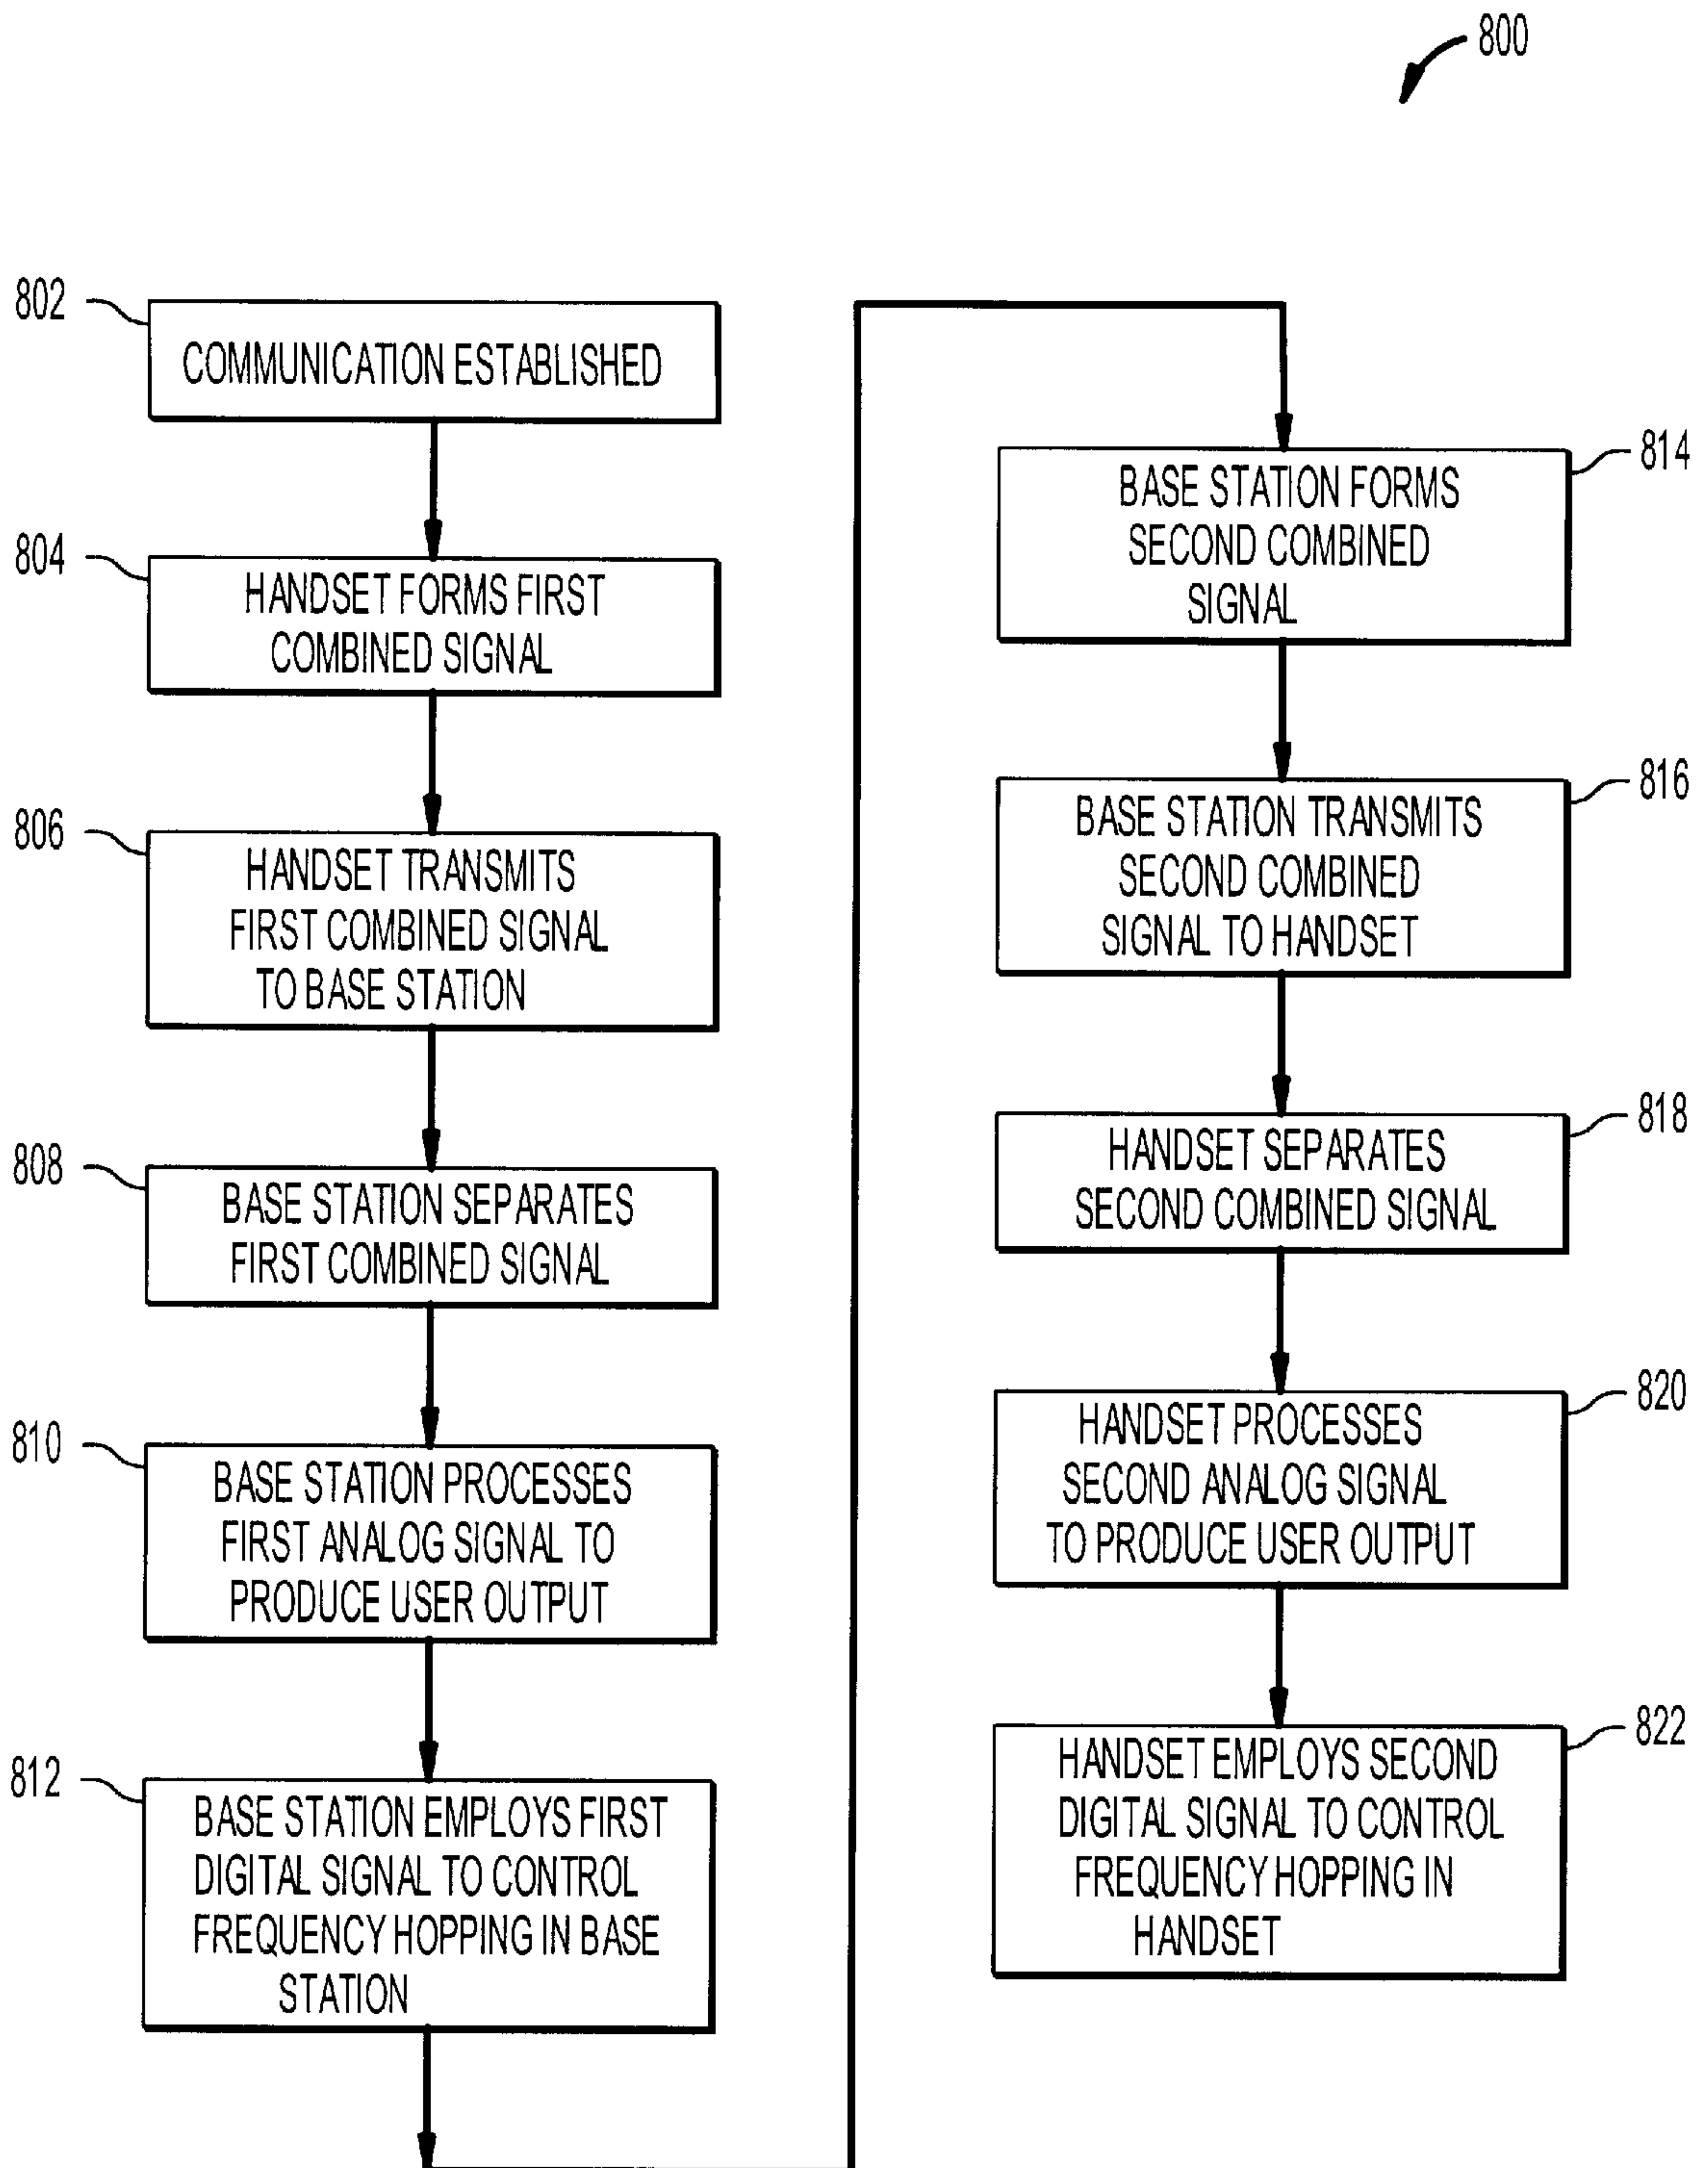 800
802
COMMUNICATION ESTABLISHED
804
HANDSET FORMS FIRST
COMBINED SIGNAL
806
HANDSET TRANSMITS
FIRST COMBINED SIGNAL
TO BASE STATION
808
BASE STATION SEPARATES
FIRST COMBINED SIGNAL
810
BASE STATION PROCESSES
FIRST ANALOG SIGNAL TO
PRODUCE USER OUTPUT
812
BASE STATION EMPLOYS FIRST
DIGITAL SIGNAL TO CONTROL
FREQUENCY HOPPING IN BASE
STATION
814
BASE STATION FORMS
SECOND COMBINED
SIGNAL
816
BASE STATION TRANSMITS
SECOND COMBINED
SIGNAL TO HANDSET
818
HANDSET SEPARATES
SECOND COMBINED SIGNAL
820
HANDSET PROCESSES
SECOND ANALOG SIGNAL
TO PRODUCE USER OUTPUT
822
HANDSET EMPLOYS SECOND
DIGITAL SIGNAL TO CONTROL
FREQUENCY HOPPING IN
HANDSET